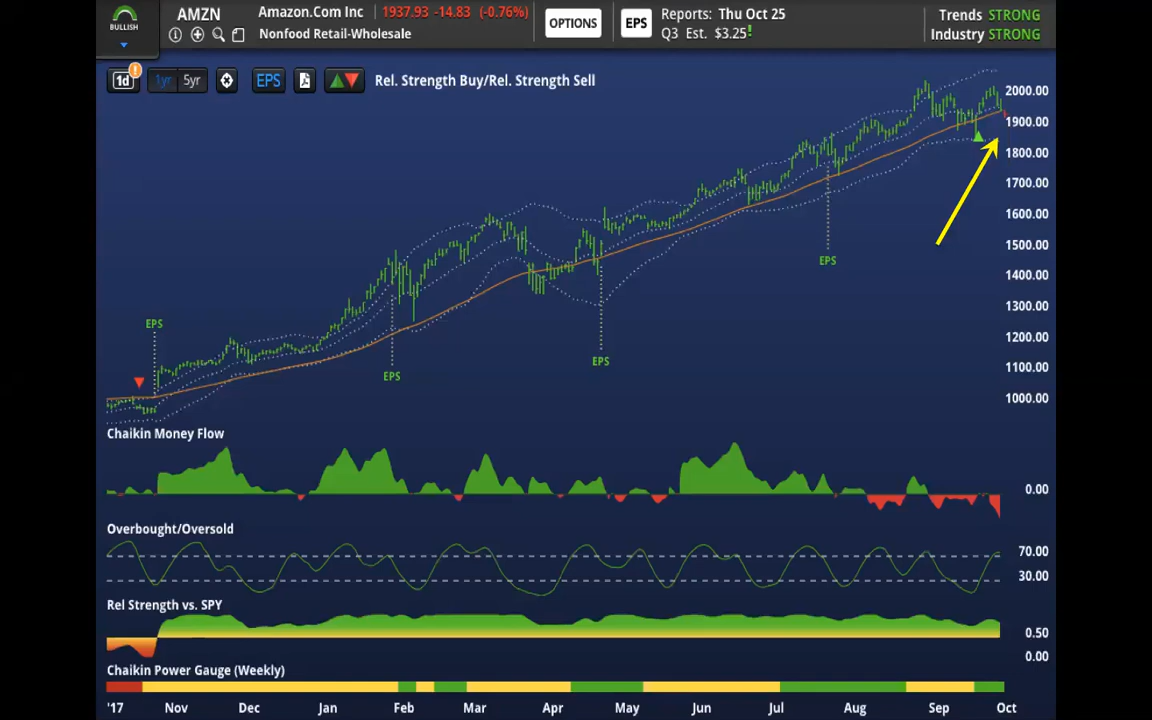 BULLISH
AMZN
Amazon.Com Inc
1937.93 -14.83 (-0.76%)
Nonfood Retail-Wholesale
OPTIONS
EPS
Reports: Thu Oct 25
Q3 Est. $3.25!
Trends STRONG
Industry STRONG
1d
1yr
5yr
EPS
Rel. Strength Buy/Rel. Strength Sell
2000.00
1900.00
1800.00
1700.00
1600.00
1500.00
1400.00
1300.00
1200.00
1100.00
1000.00
EPS
EPS
EPS
EPS
Chaikin Money Flow
0.00
Overbought/Oversold
70.00
30.00
Rel Strength vs. SPY
0.50
0.00
Chaikin Power Gauge (Weekly)
'17 Nov Dec Jan Feb Mar Apr May Jun Jul Aug Sep Oct